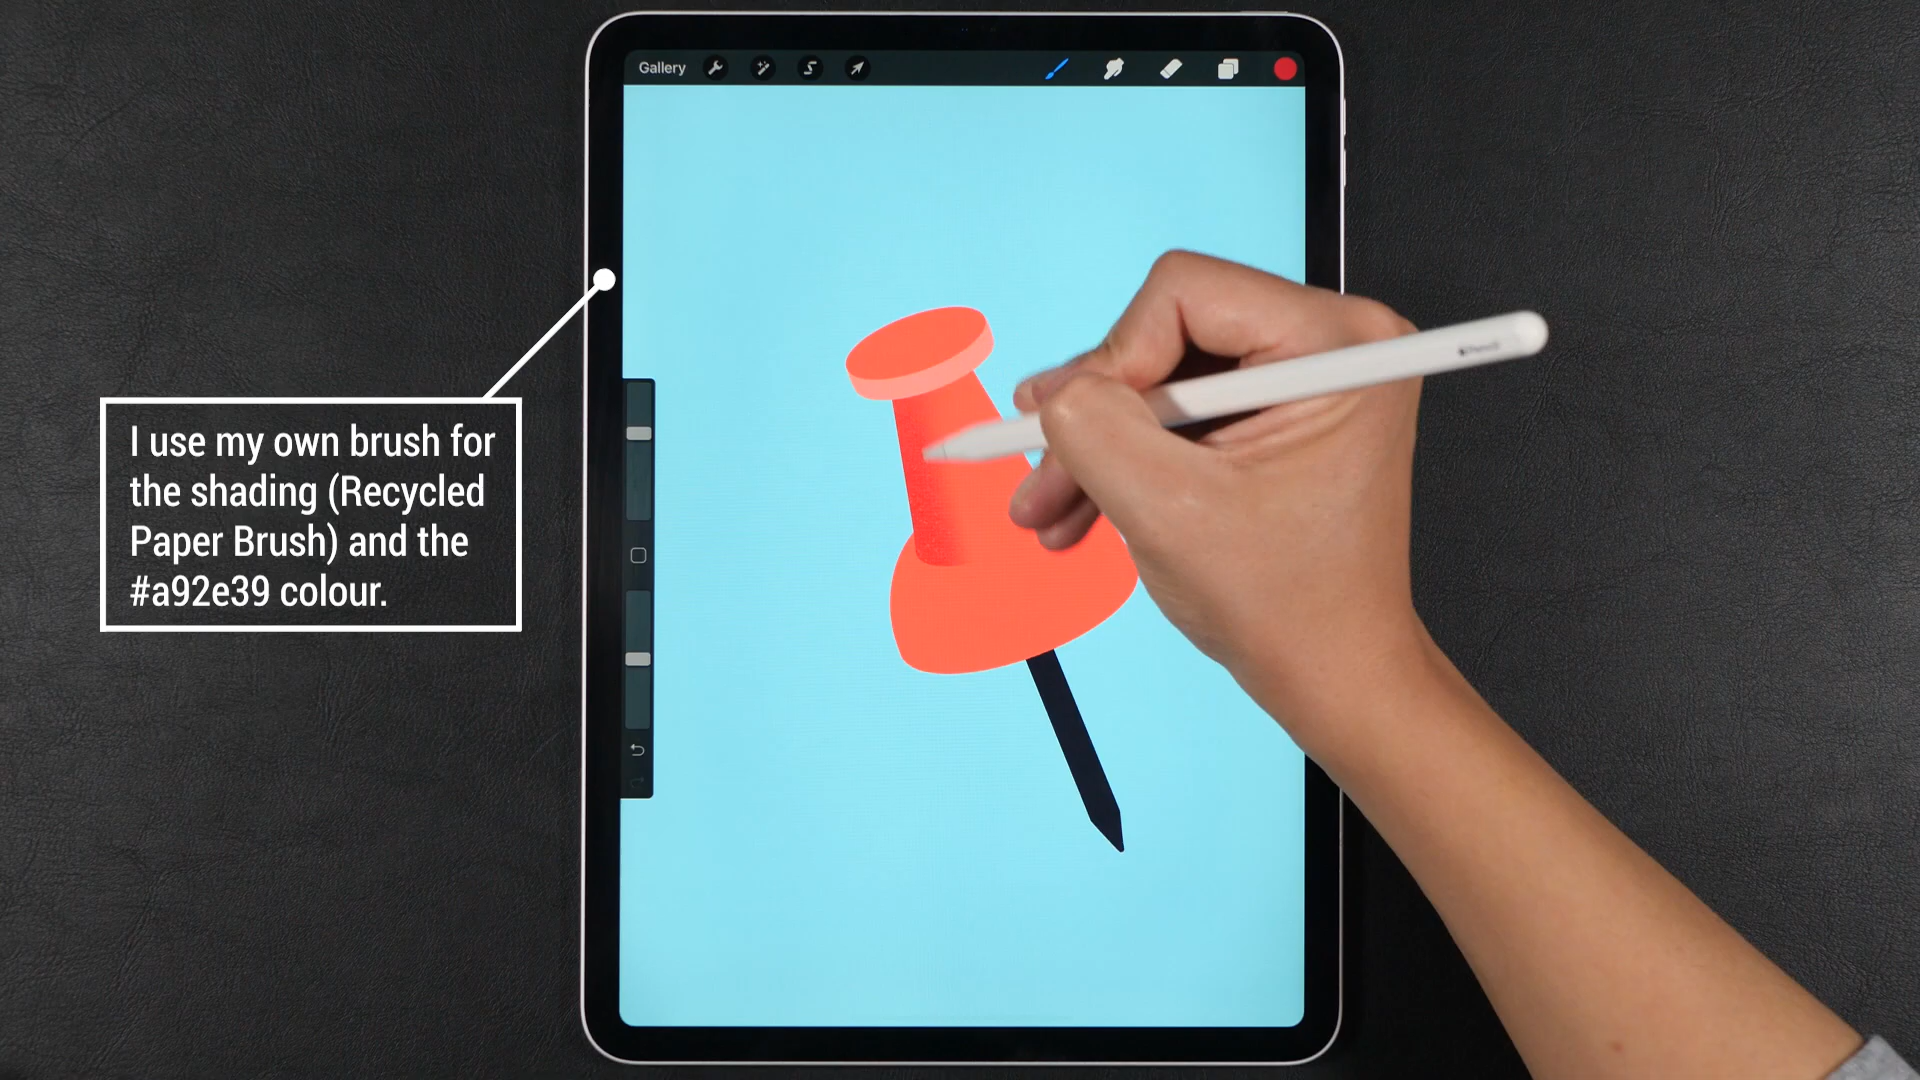 Gallery
I use my own brush for
the shading (Recycled
Paper Brush) and the
#a92e39 colour.